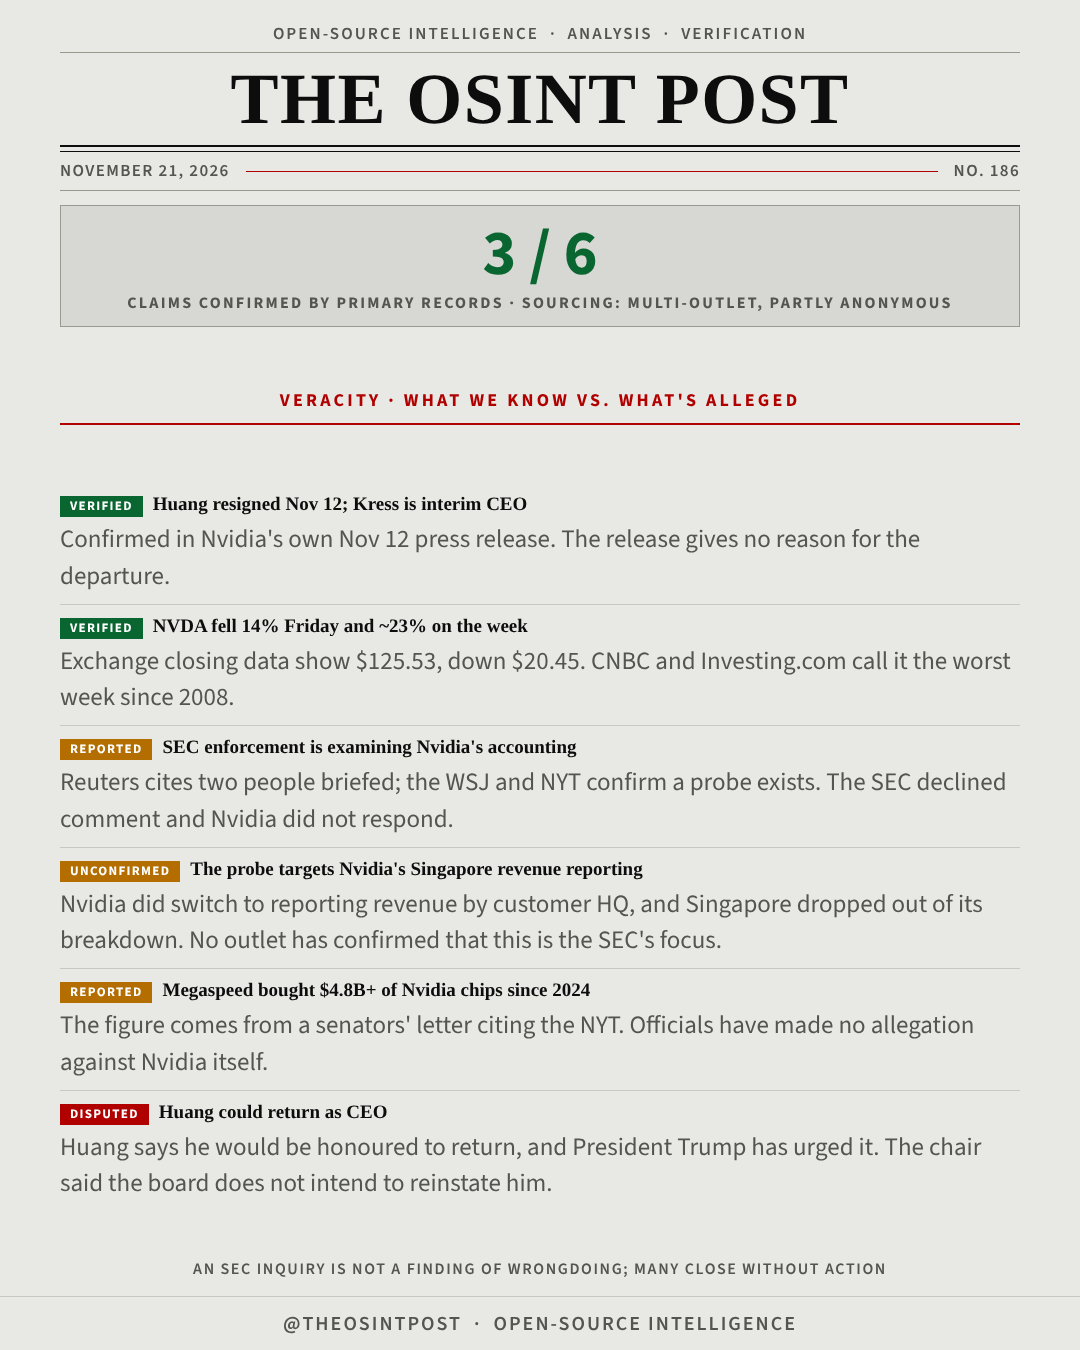 OPEN-SOURCE INTELLIGENCE · ANALYSIS · VERIFICATION
THE OSINT POST
NOVEMBER 21, 2026
NO. 186
3 / 6
CLAIMS CONFIRMED BY PRIMARY RECORDS · SOURCING: MULTI-OUTLET, PARTLY ANONYMOUS
VERACITY · WHAT WE KNOW VS. WHAT'S ALLEGED
VERIFIED Huang resigned Nov 12; Kress is interim CEO
Confirmed in Nvidia's own Nov 12 press release. The release gives no reason for the
departure.
VERIFIED NVDA fell 14% Friday and ~23% on the week
Exchange closing data show $125.53, down $20.45. CNBC and Investing.com call it the worst
week since 2008.
REPORTED SEC enforcement is examining Nvidia's accounting
Reuters cites two people briefed; the WSJ and NYT confirm a probe exists. The SEC declined
comment and Nvidia did not respond.
UNCONFIRMED The probe targets Nvidia's Singapore revenue reporting
Nvidia did switch to reporting revenue by customer HQ, and Singapore dropped out of its
breakdown. No outlet has confirmed that this is the SEC's focus.
REPORTED Megaspeed bought $4.8B+ of Nvidia chips since 2024
The figure comes from a senators' letter citing the NYT. Officials have made no allegation
against Nvidia itself.
DISPUTED Huang could return as CEO
Huang says he would be honoured to return, and President Trump has urged it. The chair
said the board does not intend to reinstate him.
AN SEC INQUIRY IS NOT A FINDING OF WRONGDOING; MANY CLOSE WITHOUT ACTION
@THEOSINTPOST · OPEN-SOURCE INTELLIGENCE